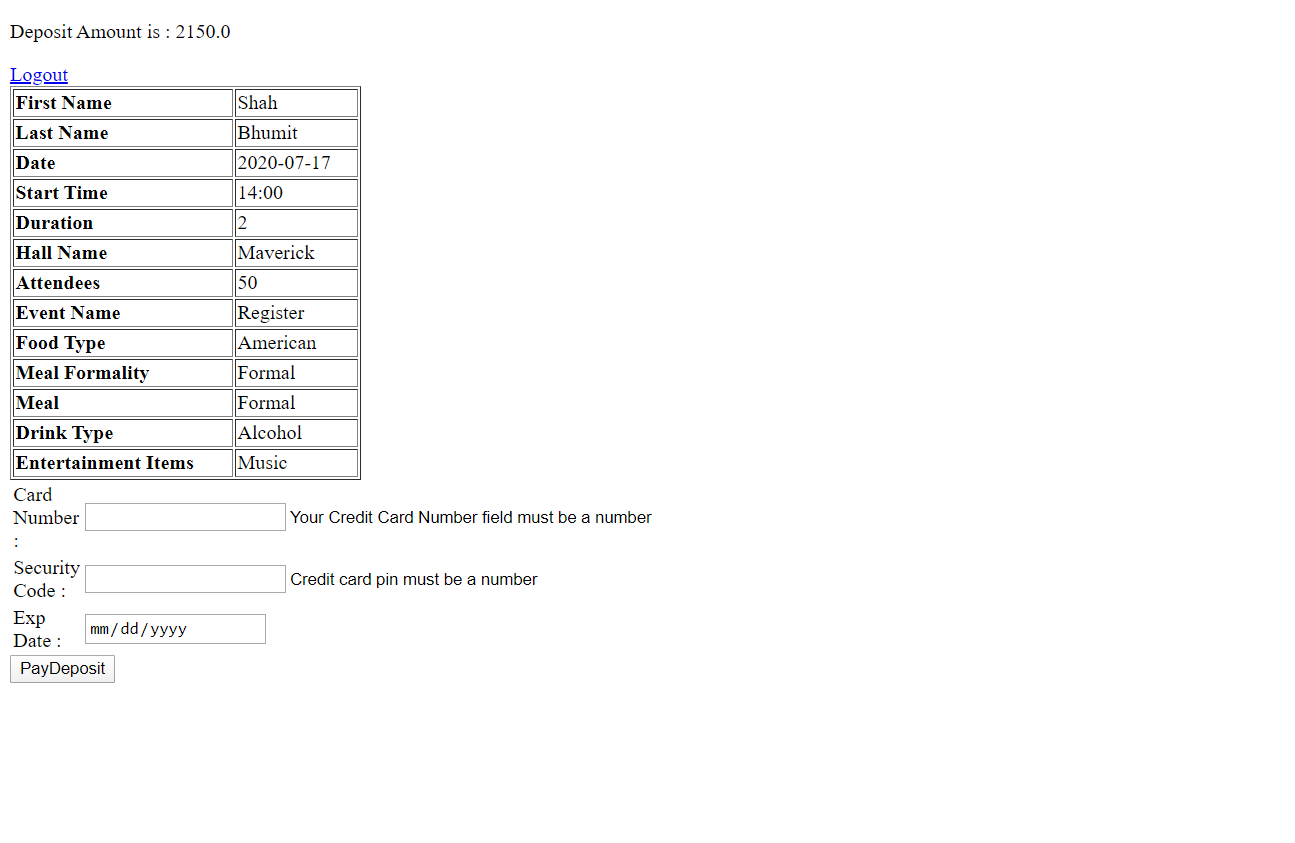 Deposit Amount is : 2150.0
Logout
First Name Shah
Last Name Bhumit
Date 2020-07-17
Start Time 14:00
Duration 2
Hall Name Maverick
Attendees 50
Event Name Register
Food Type American
Meal Formality Formal
Meal Formal
Drink Type Alcohol
Entertainment Items Music
Card
Number
:
Your Credit Card Number field must be a number
Security
Code :
Credit card pin must be a number
Exp
Date :
mm/dd/yyyy
PayDeposit